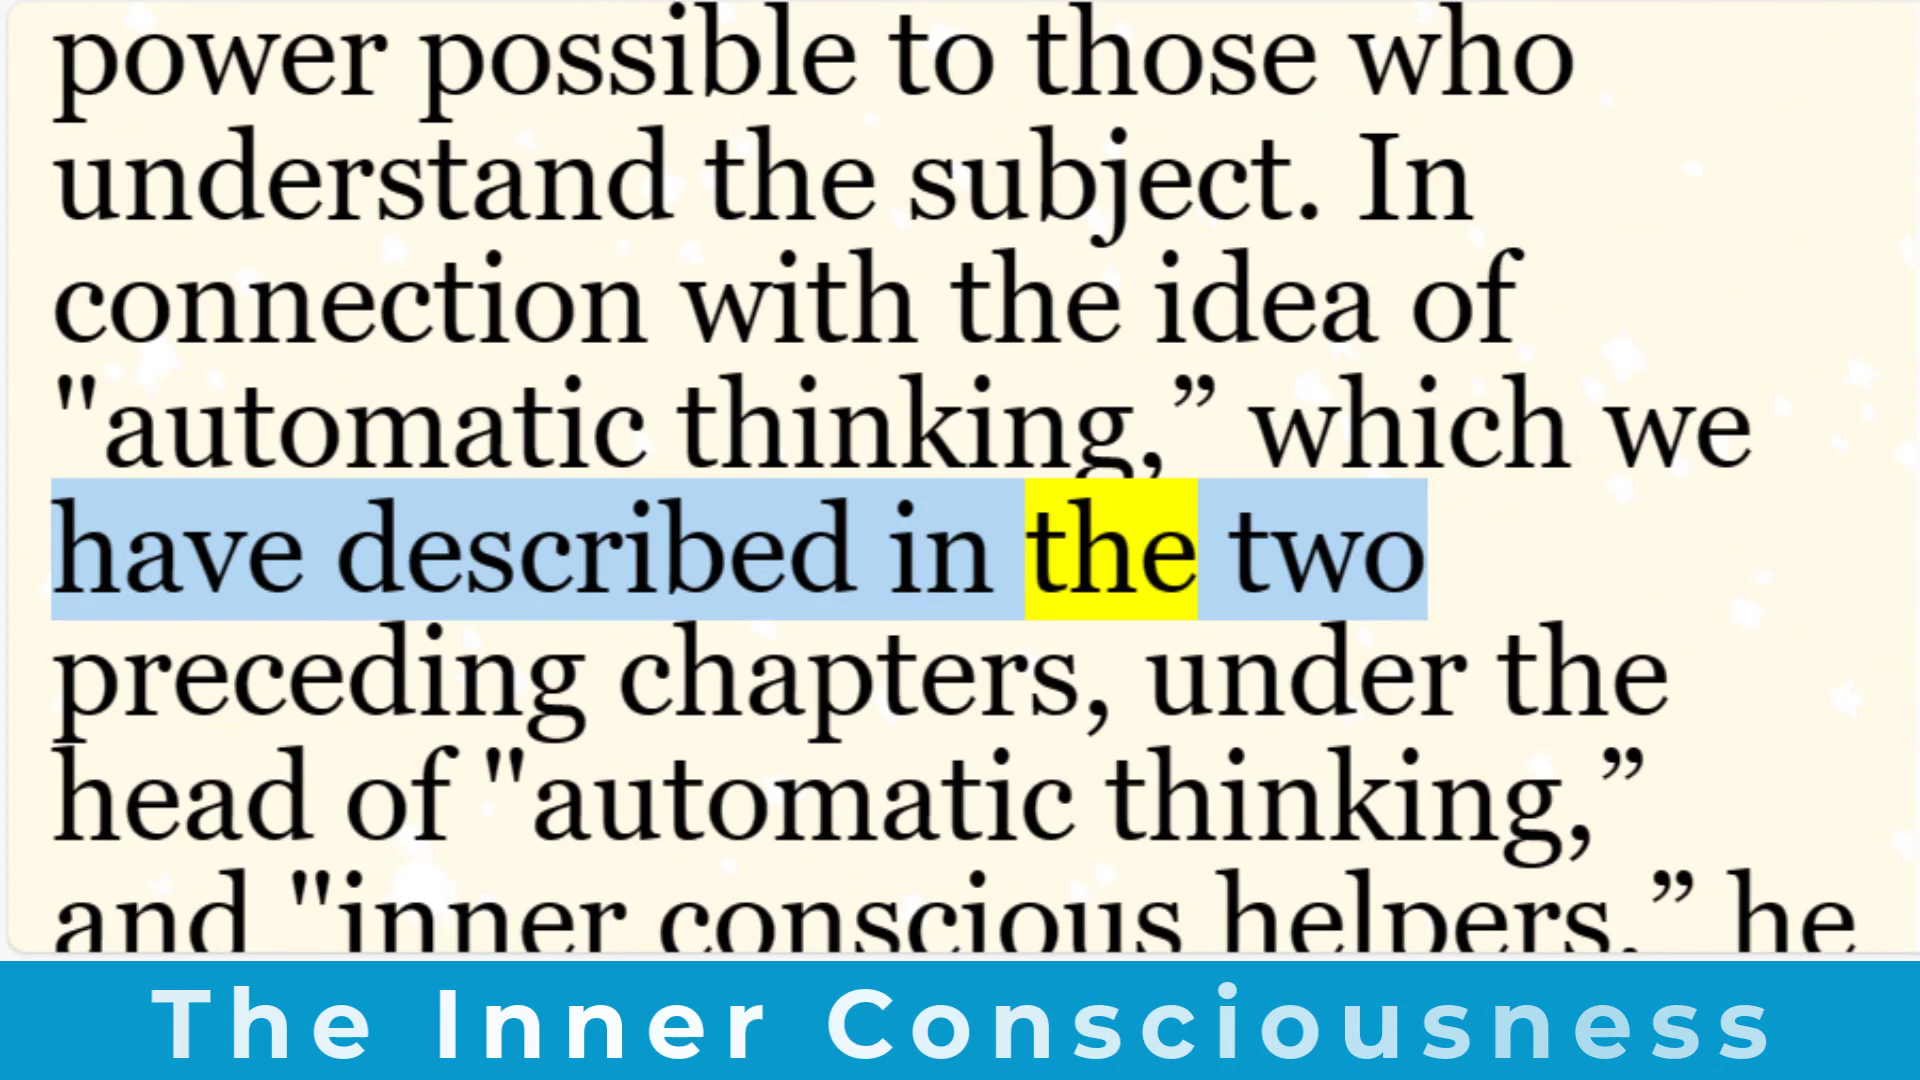 power possible to those who
understand the subject. In
connection with the idea of
"automatic thinking,” which we
have described in the two
preceding chapters, under the
head of "automatic thinking,”
and "inner conscious helpers,” he
The Inner Consciousness